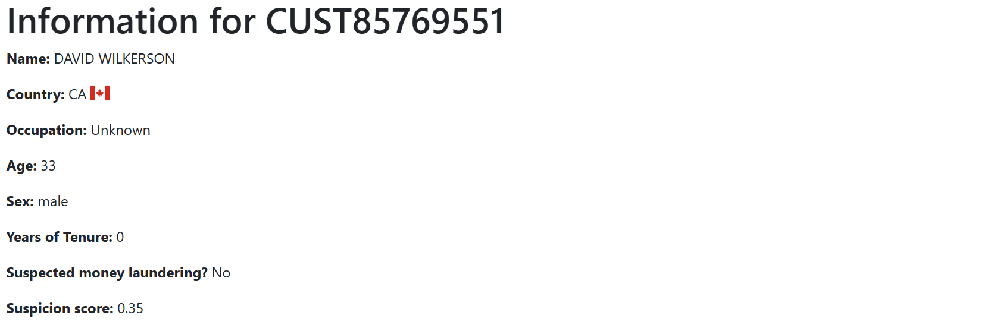 Information for CUST85769551
Name: DAVID WILKERSON
Country: CA
Occupation: Unknown
Age: 33
Sex: male
Years of Tenure: 0
Suspected money laundering? No
Suspicion score: 0.35